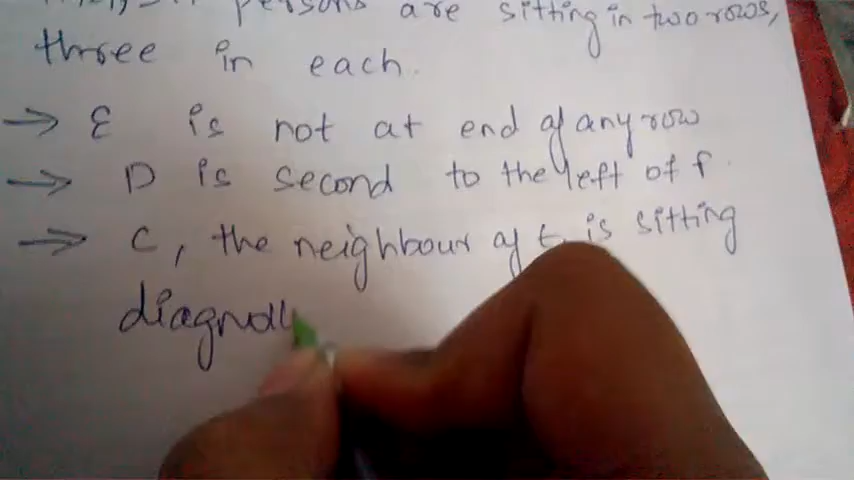 persons are sitting in two rows,
three in each.
→ E is not at end of any row
→ D is second to the left of F.
→ C, the neighbour of E, is sitting
diagnall